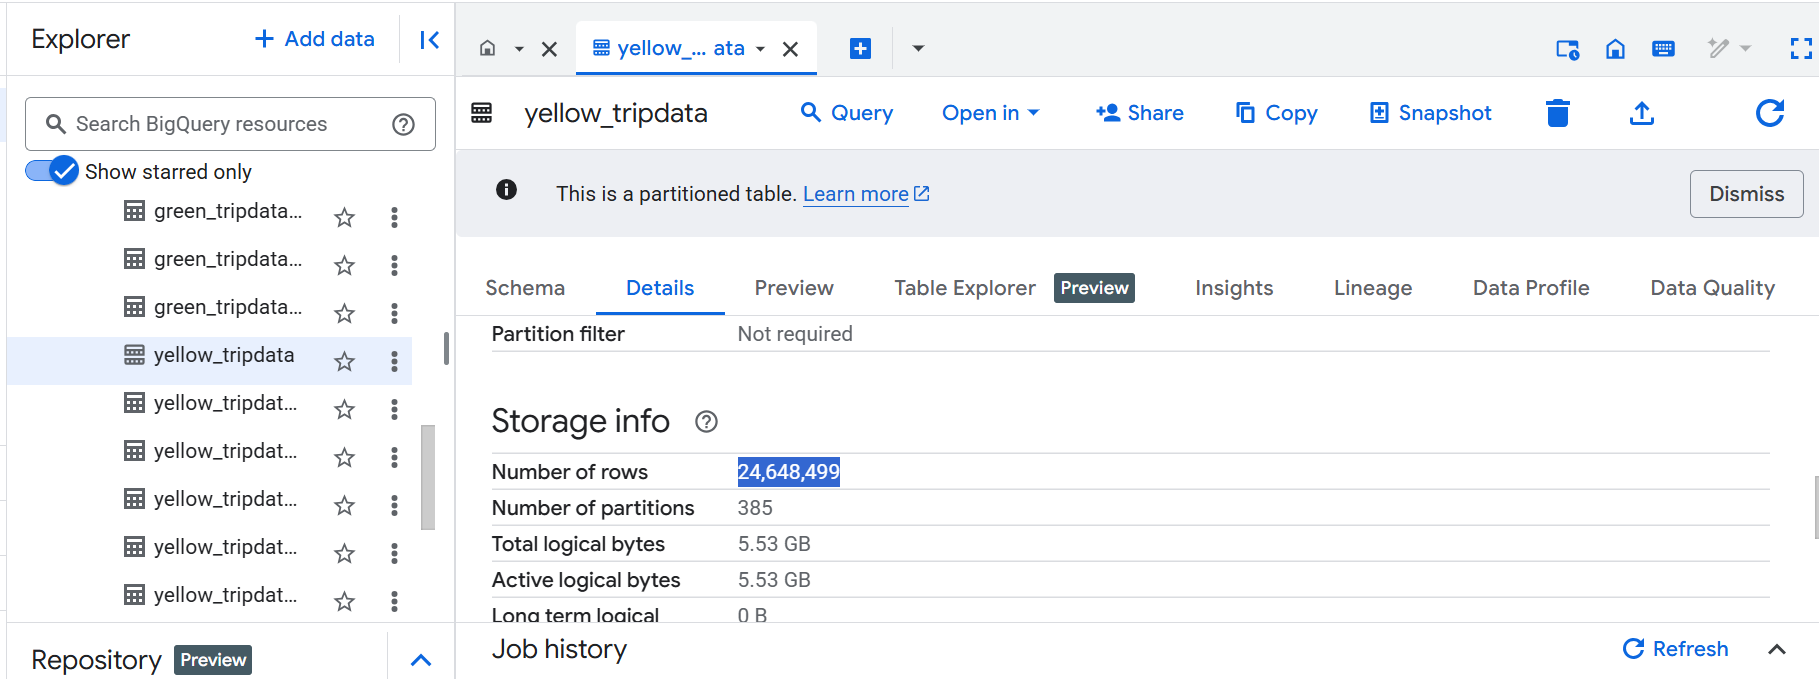 Explorer
Add data
Search BigQuery resources
Show starred only
green_tripdata...
green_tripdata...
green_tripdata...
yellow_tripdata
yellow_tripdat...
yellow_tripdat...
yellow_tripdat...
yellow_tripdat...
yellow_tripdat...
Repository Preview
yellow_... ata
yellow_tripdata
Query
Open in
Share
Copy
Snapshot
This is a partitioned table. Learn more
Dismiss
Schema
Details
Preview
Table Explorer Preview
Insights
Lineage
Data Profile
Data Quality
Partition filter Not required
Storage info
Number of rows 24,648,499
Number of partitions 385
Total logical bytes 5.53 GB
Active logical bytes 5.53 GB
Long term logical 0 B
Job history
Refresh